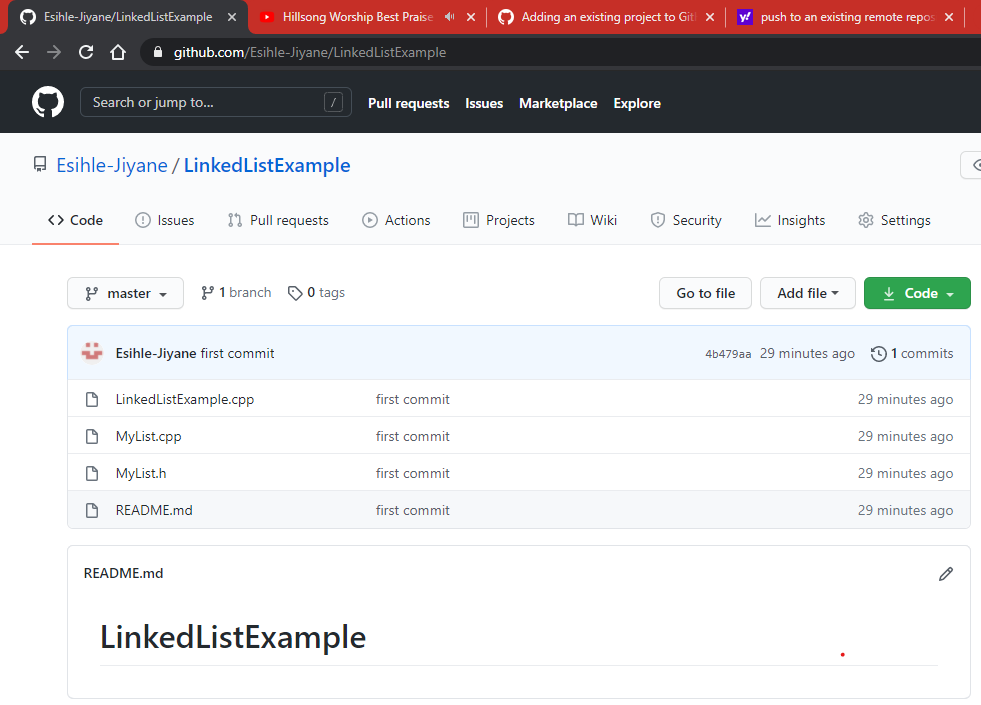 Esihle-Jiyane/LinkedListExample Hillsong Worship Best Praise Adding an existing project to Git push to an existing remote repos
github.com/Esihle-Jiyane/LinkedListExample
Search or jump to... / Pull requests Issues Marketplace Explore
Esihle-Jiyane / LinkedListExample
Code Issues Pull requests Actions Projects Wiki Security Insights Settings
master 1 branch 0 tags Go to file Add file Code
Esihle-Jiyane first commit 4b479aa 29 minutes ago 1 commits
LinkedListExample.cpp first commit 29 minutes ago
MyList.cpp first commit 29 minutes ago
MyList.h first commit 29 minutes ago
README.md first commit 29 minutes ago
README.md
LinkedListExample